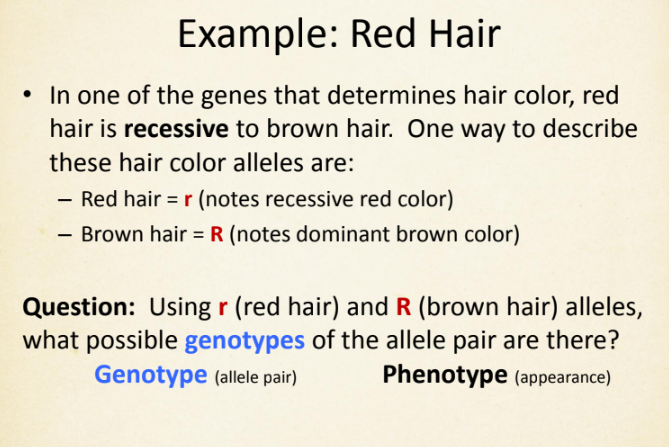 Example: Red Hair
• In one of the genes that determines hair color, red
hair is recessive to brown hair.  One way to describe
these hair color alleles are:
– Red hair = r (notes recessive red color)
– Brown hair = R (notes dominant brown color)
Question:  Using r (red hair) and R (brown hair) alleles,
what possible genotypes of the allele pair are there?
Genotype (allele pair) Phenotype (appearance)